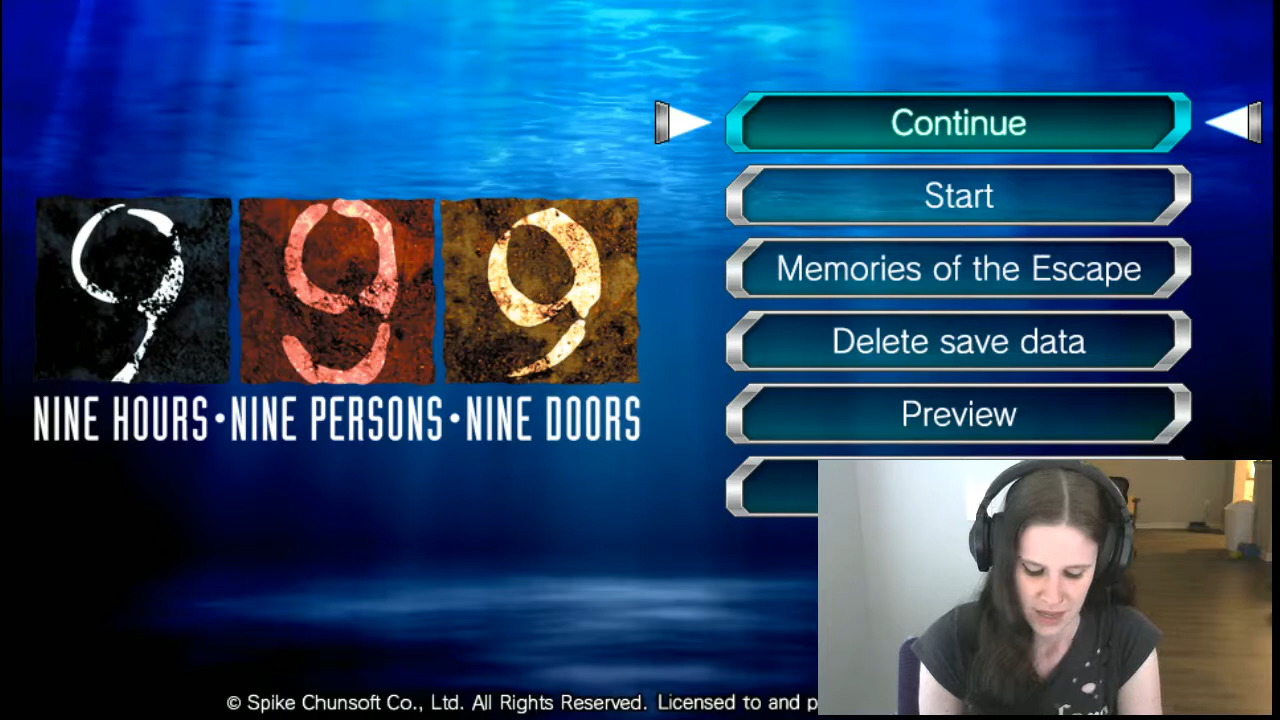 Continue
Start
Memories of the Escape
Delete save data
Preview
999
NINE HOURS・NINE PERSONS・NINE DOORS
© Spike Chunsoft Co., Ltd. All Rights Reserved. Licensed to and